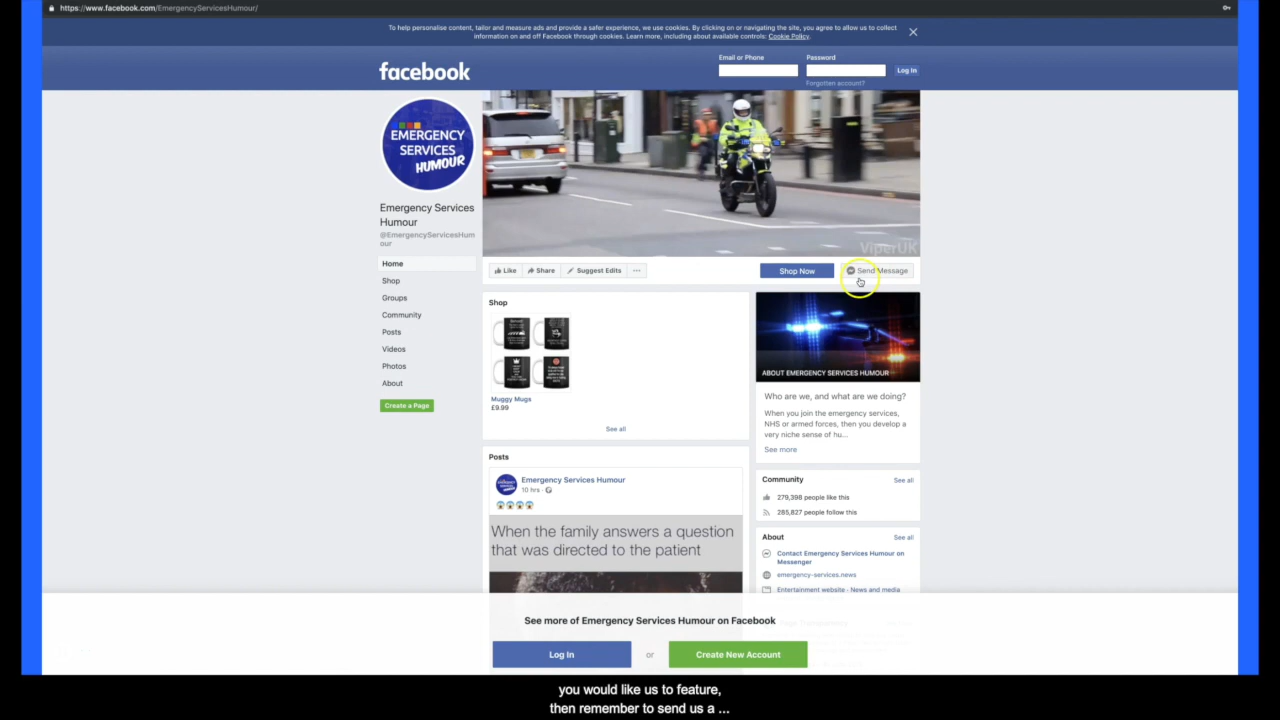 https://www.facebook.com/EmergencyServicesHumour/
To help personalise content, tailor and measure ads and provide a safer experience, we use cookies. By clicking on or navigating the site, you agree to allow us to collect
information on and off Facebook through cookies. Learn more, including about available controls: Cookie Policy.
Email or Phone
Password
facebook
Log In
Forgotten account?
EMERGENCY
SERVICES
HUMOUR
ViperUK
Emergency Services
Humour
@EmergencyServicesHum
our
Home
Shop
Groups
Community
Posts
Videos
Photos
About
Create a Page
Like
Share
Suggest Edits
Shop Now
Send Message
Shop
Muggy Mugs
£9.99
See all
Posts
Emergency Services Humour
10 hrs
When the family answers a question
that was directed to the patient
ABOUT EMERGENCY SERVICES HUMOUR
Who are we, and what are we doing?
When you join the emergency services,
NHS or armed forces, then you develop a
very niche sense of hu...
See more
Community
See all
279,398 people like this
285,827 people follow this
About
See all
Contact Emergency Services Humour on
Messenger
emergency-services.news
Entertainment website · News and media
Page Transparency
See more of Emergency Services Humour on Facebook
Log In
or
Create New Account
you would like us to feature,
then remember to send us a ...